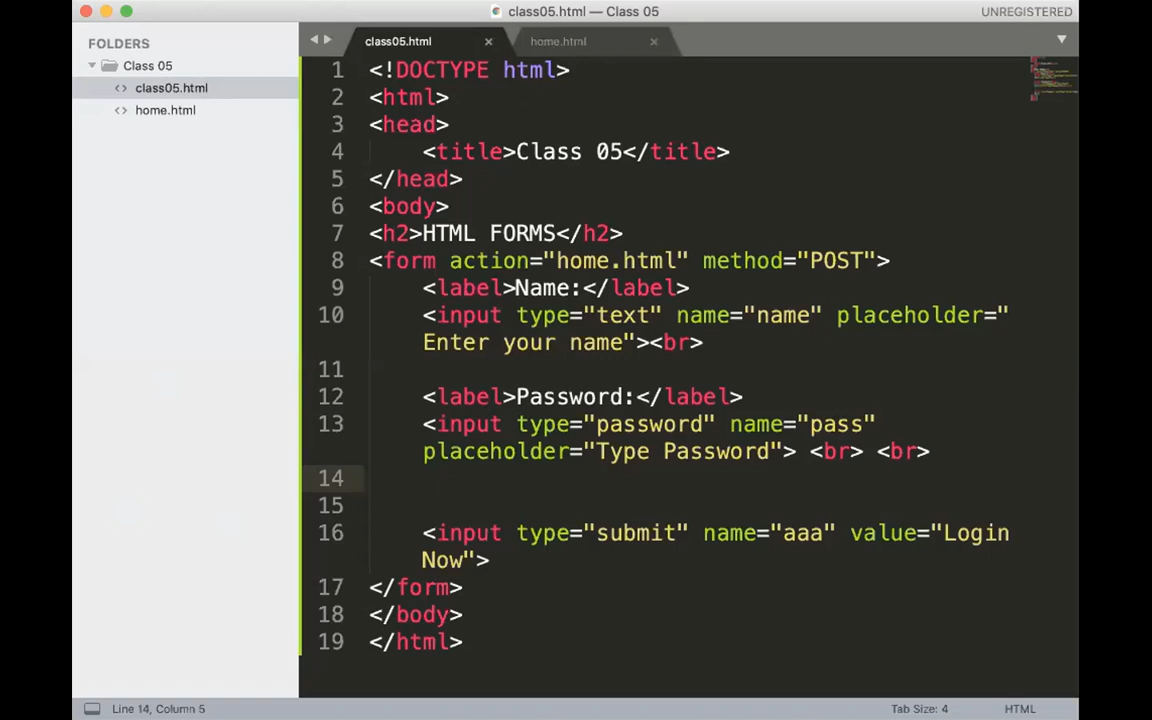 class05.html — Class 05
UNREGISTERED
FOLDERS
Class 05
class05.html
home.html
class05.html
home.html
1 <!DOCTYPE html>
2 <html>
3 <head>
4 <title>Class 05</title>
5 </head>
6 <body>
7 <h2>HTML FORMS</h2>
8 <form action="home.html" method="POST">
9 <label>Name:</label>
10 <input type="text" name="name" placeholder="
Enter your name"><br>
11
12 <label>Password:</label>
13 <input type="password" name="pass"
placeholder="Type Password"> <br> <br>
14
15
16 <input type="submit" name="aaa" value="Login
Now">
17 </form>
18 </body>
19 </html>
Line 14, Column 5
Tab Size: 4
HTML